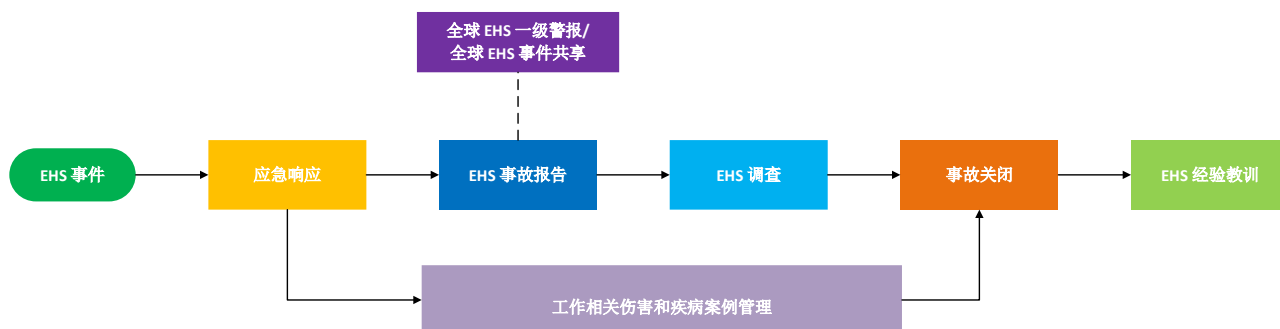 全球 EHS 一级警报/
全球 EHS 事件共享
EHS 事件
应急响应
EHS 事故报告
EHS 调查
事故关闭
EHS 经验教训
工作相关伤害和疾病案例管理